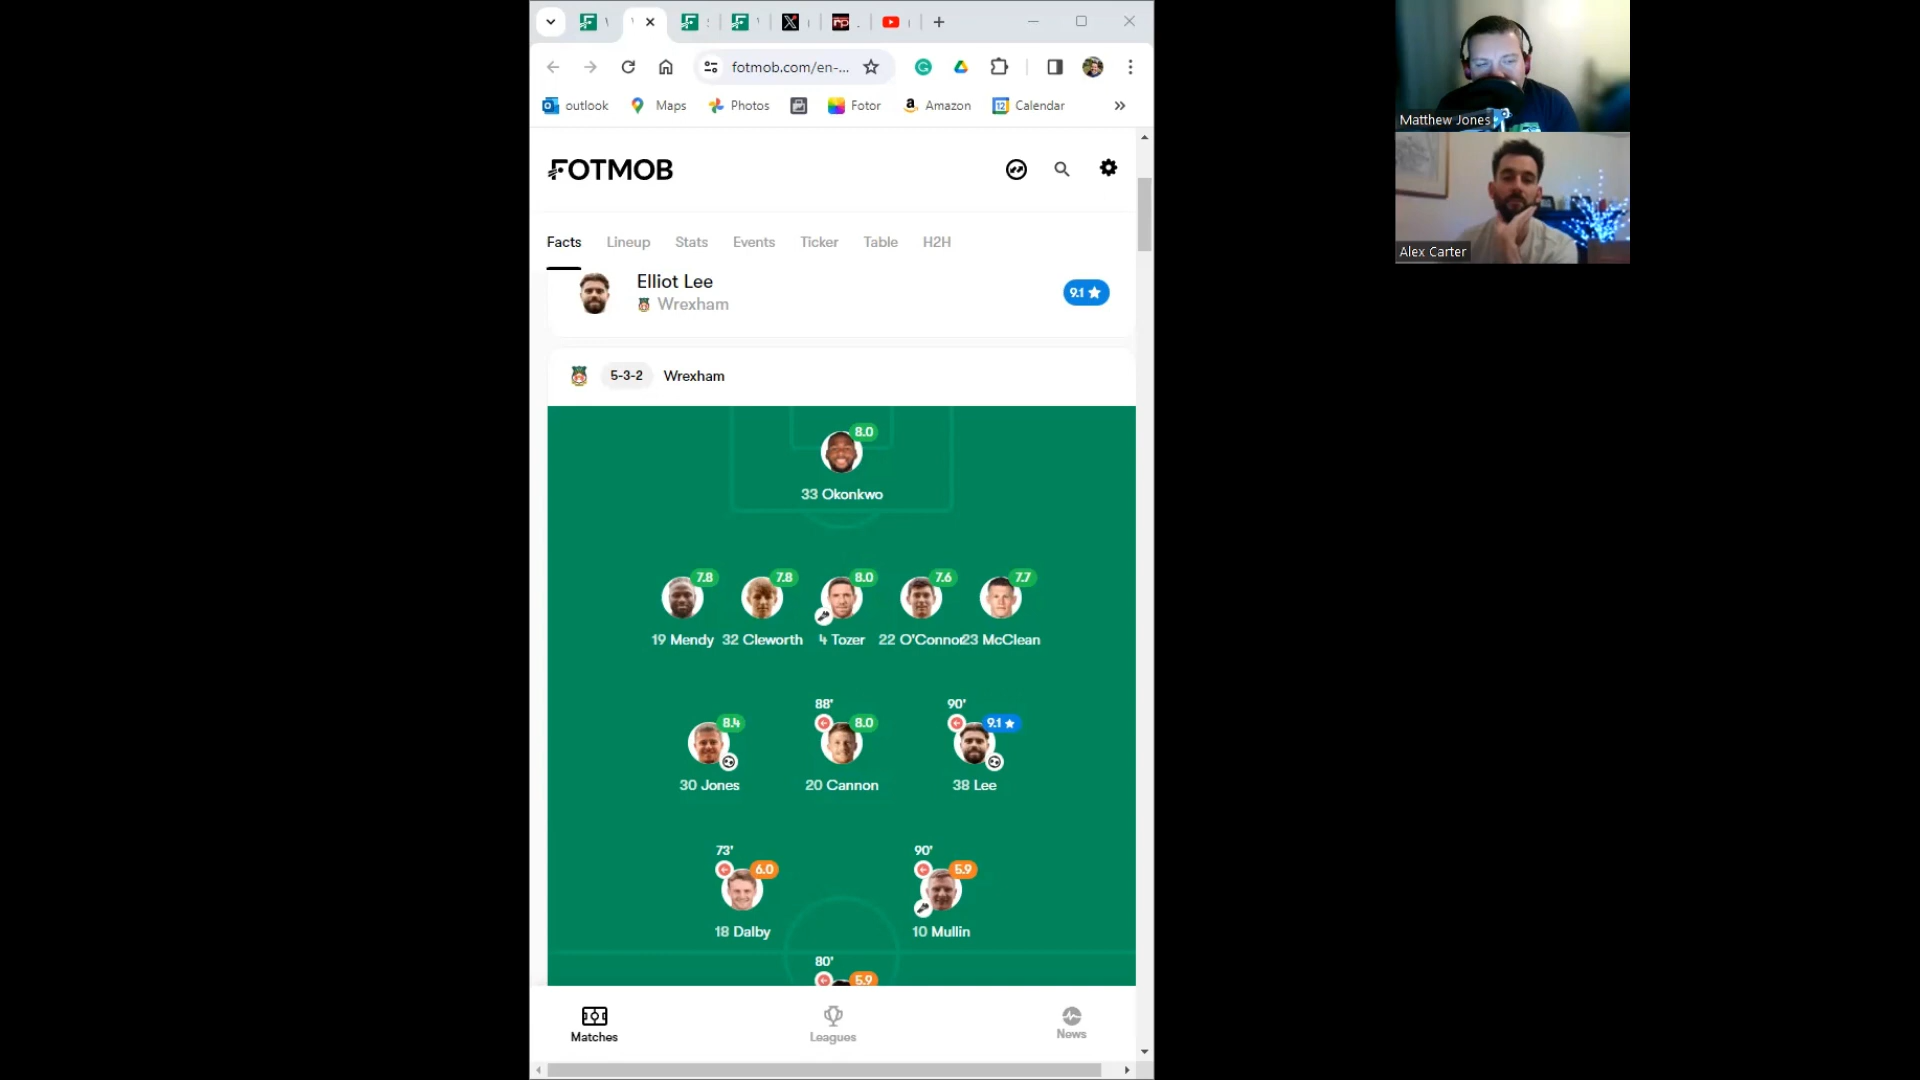 fotmob.com/en-...
outlook Maps Photos Fotor Amazon 12 Calendar
FOTMOB
Facts Lineup Stats Events Ticker Table H2H
Elliot Lee
Wrexham
9.1
5-3-2 Wrexham
8.0
33 Okonkwo
7.8 7.8 8.0 7.6 7.7
19 Mendy 32 Cleworth 4 Tozer 22 O'Connor 23 McClean
88' 90'
8.4 8.0 9.1
30 Jones 20 Cannon 38 Lee
73' 90'
6.0 5.9
18 Dalby 10 Mullin
80'
5.9
Matches Leagues News
Matthew Jones
Alex Carter